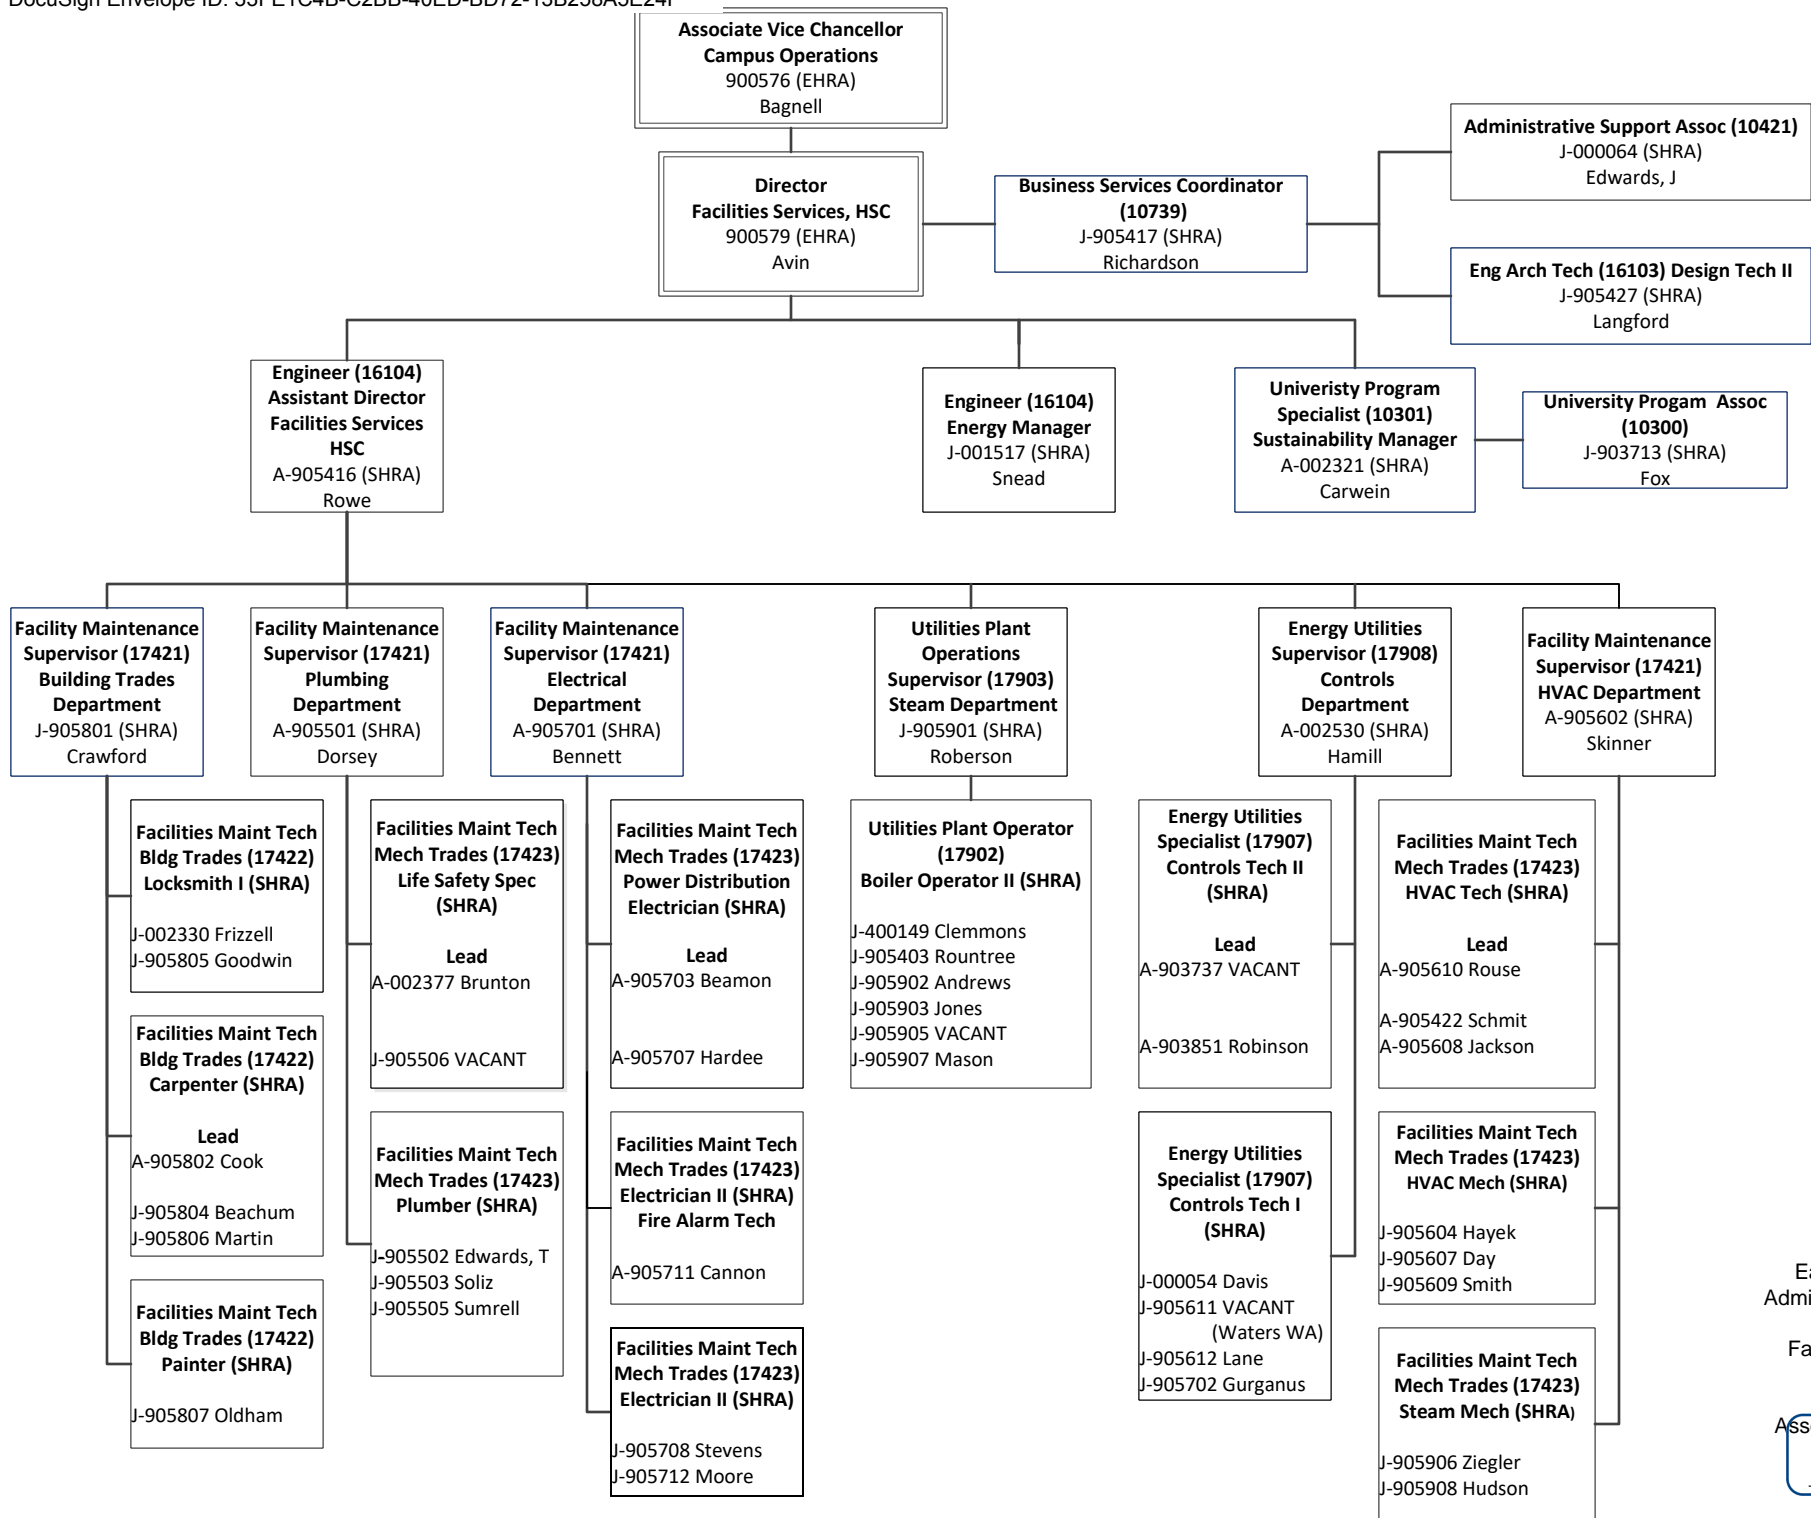 Associate Vice Chancellor
Campus Operations
900576 (EHRA)
Bagnell
Director
Facilities Services, HSC
900579 (EHRA)
Avin
Business Services Coordinator
(10739)
J-905417 (SHRA)
Richardson
Administrative Support Assoc (10421)
J-000064 (SHRA)
Edwards, J
Eng Arch Tech (16103) Design Tech II
J-905427 (SHRA)
Langford
Engineer (16104)
Assistant Director
Facilities Services
HSC
A-905416 (SHRA)
Rowe
Engineer (16104)
Energy Manager
J-001517 (SHRA)
Snead
Univeristy Program
Specialist (10301)
Sustainability Manager
A-002321 (SHRA)
Carwein
University Progam  Assoc
(10300)
J-903713 (SHRA)
Fox
Facility Maintenance
Supervisor (17421)
Building Trades
Department
J-905801 (SHRA)
Crawford
Facility Maintenance
Supervisor (17421)
Plumbing
Department
A-905501 (SHRA)
Dorsey
Facility Maintenance
Supervisor (17421)
Electrical
Department
A-905701 (SHRA)
Bennett
Utilities Plant
Operations
Supervisor (17903)
Steam Department
J-905901 (SHRA)
Roberson
Energy Utilities
Supervisor (17908)
Controls
Department
A-002530 (SHRA)
Hamill
Facility Maintenance
Supervisor (17421)
HVAC Department
A-905602 (SHRA)
Skinner
Facilities Maint Tech
Bldg Trades (17422)
Locksmith I (SHRA)
J-002330 Frizzell
J-905805 Goodwin
Facilities Maint Tech
Bldg Trades (17422)
Carpenter (SHRA)
Lead
A-905802 Cook
J-905804 Beachum
J-905806 Martin
Facilities Maint Tech
Bldg Trades (17422)
Painter (SHRA)
J-905807 Oldham
Facilities Maint Tech
Mech Trades (17423)
Life Safety Spec
(SHRA)
Lead
A-002377 Brunton
J-905506 VACANT
Facilities Maint Tech
Mech Trades (17423)
Plumber (SHRA)
J-905502 Edwards, T
J-905503 Soliz
J-905505 Sumrell
Facilities Maint Tech
Mech Trades (17423)
Power Distribution
Electrician (SHRA)
Lead
A-905703 Beamon
A-905707 Hardee
Facilities Maint Tech
Mech Trades (17423)
Electrician II (SHRA)
Fire Alarm Tech
A-905711 Cannon
Facilities Maint Tech
Mech Trades (17423)
Electrician II (SHRA)
J-905708 Stevens
J-905712 Moore
Utilities Plant Operator
(17902)
Boiler Operator II (SHRA)
J-400149 Clemmons
J-905403 Rountree
J-905902 Andrews
J-905903 Jones
J-905905 VACANT
J-905907 Mason
Energy Utilities
Specialist (17907)
Controls Tech II
(SHRA)
Lead
A-903737 VACANT
A-903851 Robinson
Energy Utilities
Specialist (17907)
Controls Tech I
(SHRA)
J-000054 Davis
J-905611 VACANT
(Waters WA)
J-905612 Lane
J-905702 Gurganus
Facilities Maint Tech
Mech Trades (17423)
HVAC Tech (SHRA)
Lead
A-905610 Rouse
A-905422 Schmit
A-905608 Jackson
Facilities Maint Tech
Mech Trades (17423)
HVAC Mech (SHRA)
J-905604 Hayek
J-905607 Day
J-905609 Smith
Facilities Maint Tech
Mech Trades (17423)
Steam Mech (SHRA)
J-905906 Ziegler
J-905908 Hudson